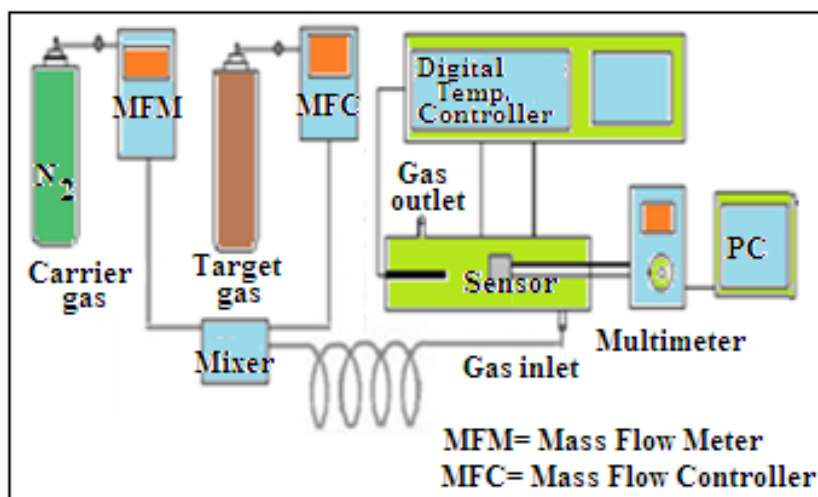 N2
MFM
MFC
Digital
Temp.
Controller
Carrier
gas
Target
gas
Gas
outlet
Sensor
PC
Mixer
Gas inlet
Multimeter
MFM= Mass Flow Meter
MFC= Mass Flow Controller